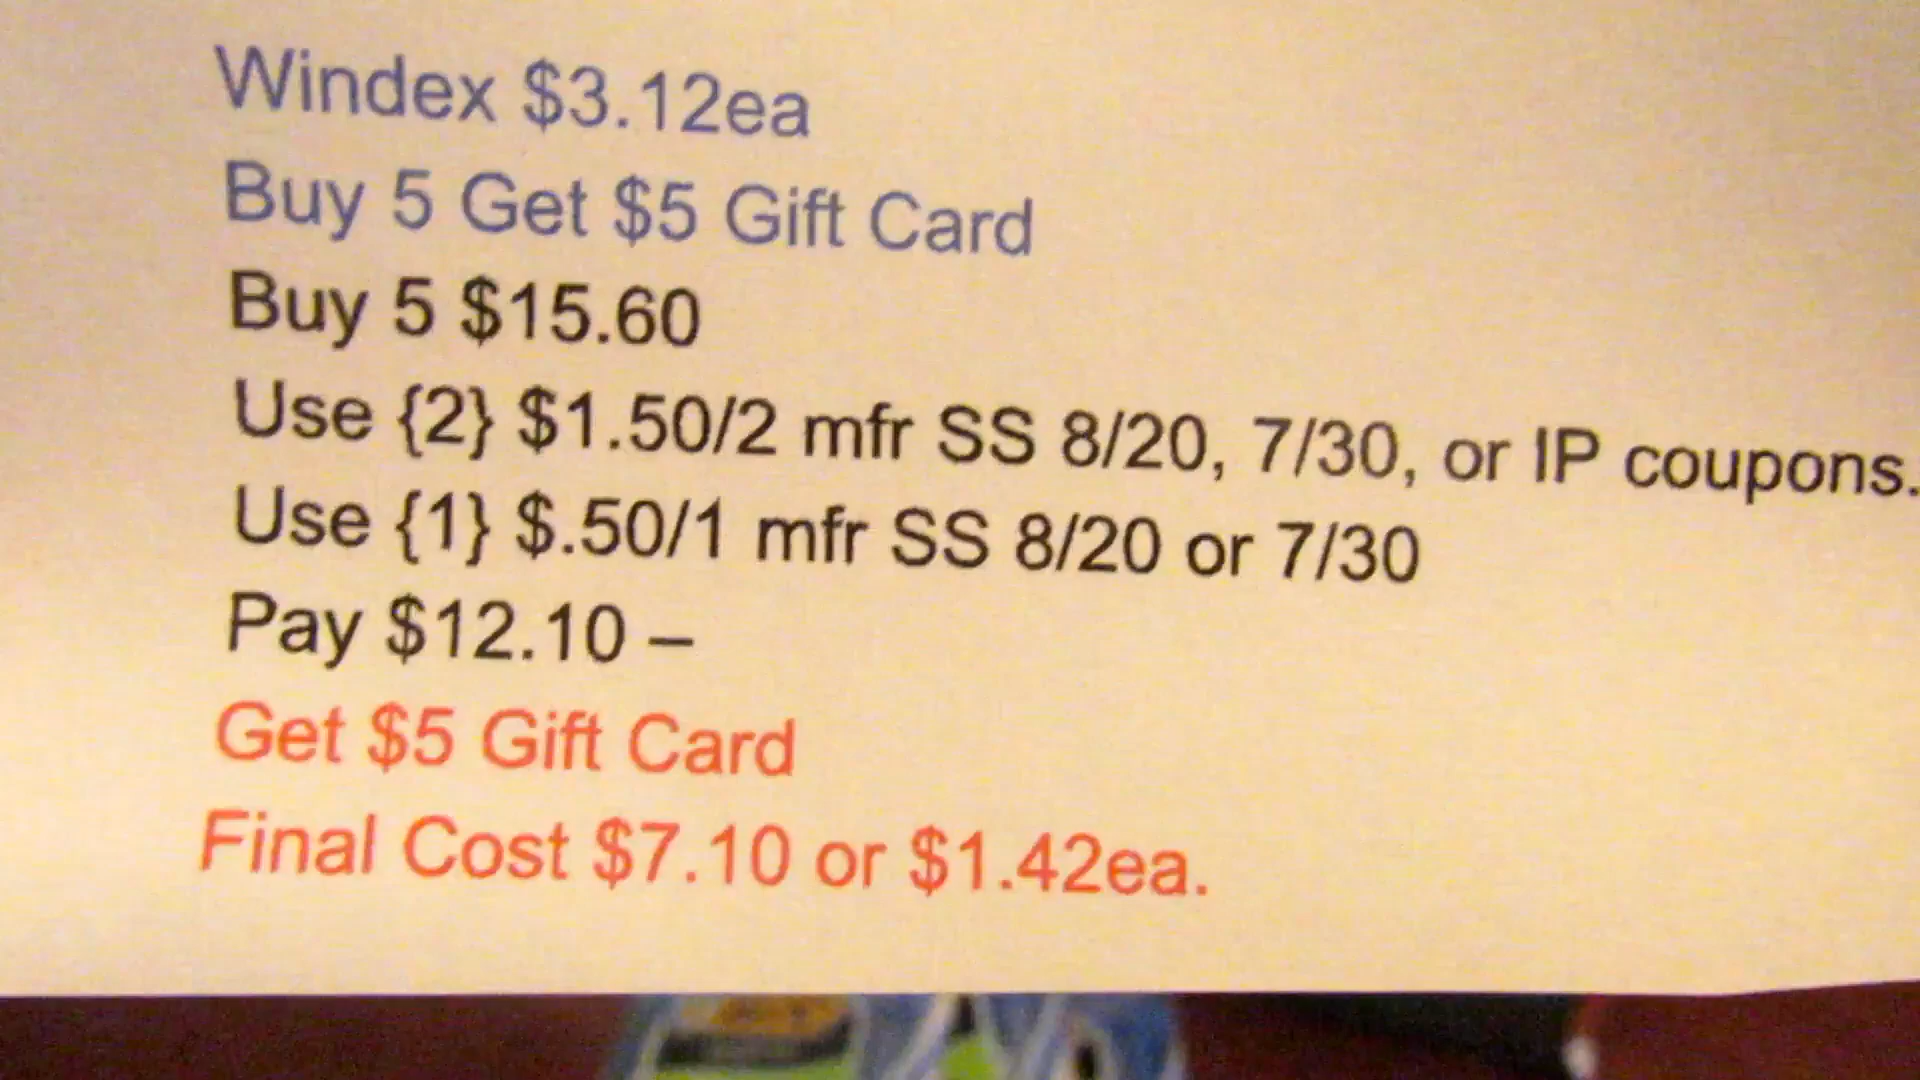 Windex $3.12ea
Buy 5 Get $5 Gift Card
Buy 5 $15.60
Use {2} $1.50/2 mfr SS 8/20, 7/30, or IP coupons.
Use {1} $.50/1 mfr SS 8/20 or 7/30
Pay $12.10 –
Get $5 Gift Card
Final Cost $7.10 or $1.42ea.